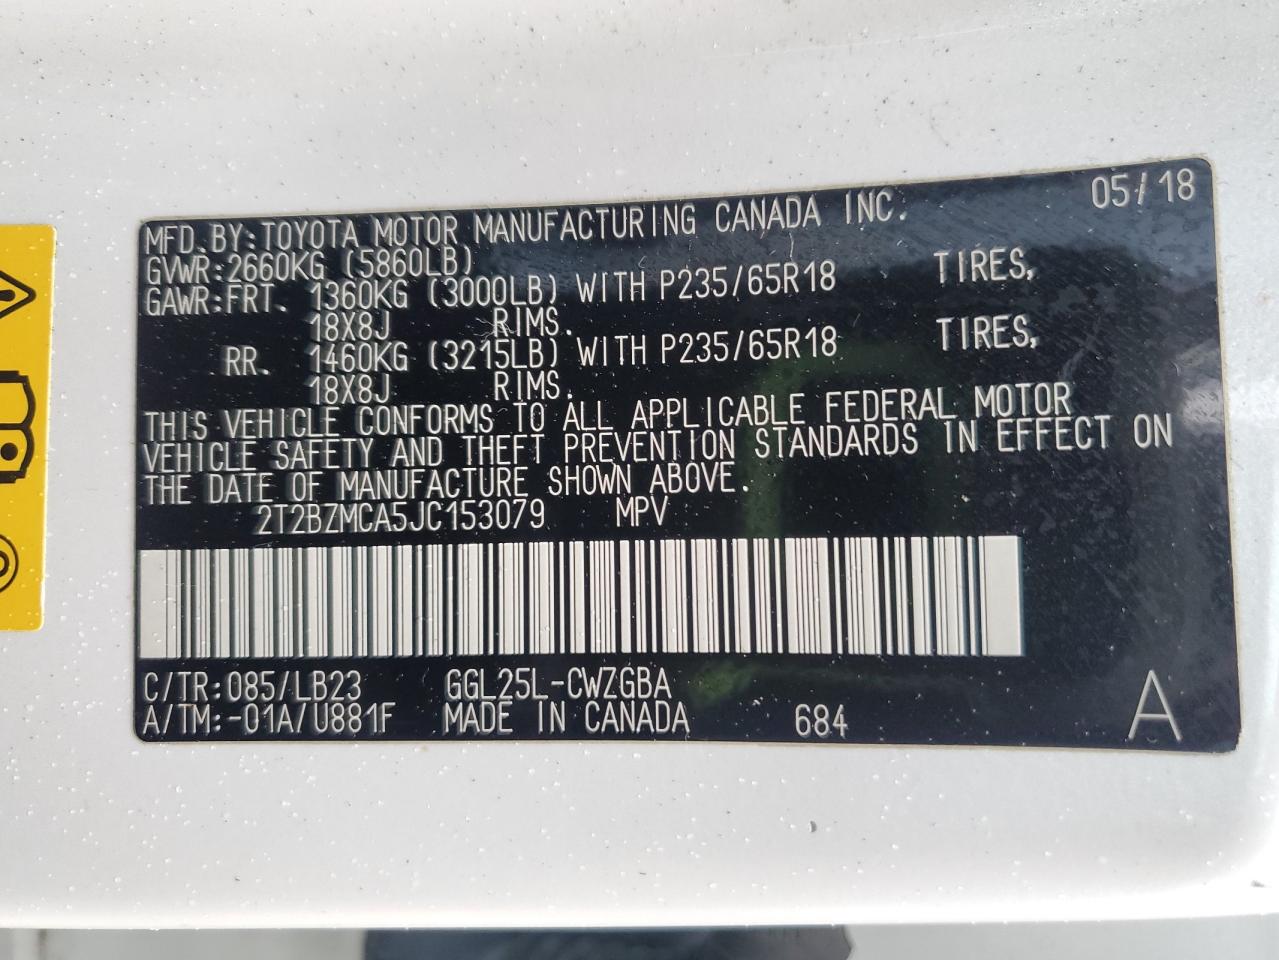 05/18
MFD. BY: TOYOTA MOTOR MANUFACTURING CANADA INC.
GVWR: 2660KG (5860LB)
GAWR: FRT. 1360KG (3000LB) WITH P235/65R18 TIRES,
18X8J RIMS.
RR. 1460KG (3215LB) WITH P235/65R18 TIRES,
18X8J RIMS.
THIS VEHICLE CONFORMS TO ALL APPLICABLE FEDERAL MOTOR
VEHICLE SAFETY AND THEFT PREVENTION STANDARDS IN EFFECT ON
THE DATE OF MANUFACTURE SHOWN ABOVE.
2T2BZMCA5JC153079 MPV
C/TR: 085/LB23 GGL25L-CWZGBA
A/TM: -01A/U881F MADE IN CANADA 684 A